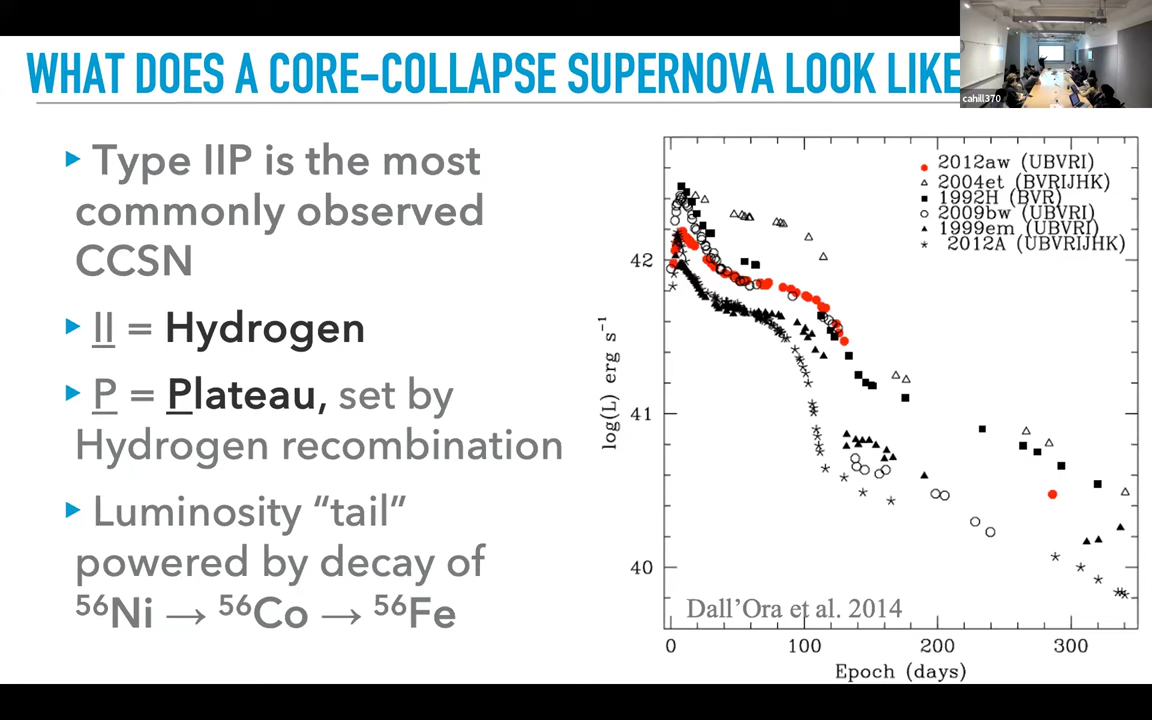 WHAT DOES A CORE-COLLAPSE SUPERNOVA LOOK LIKE
cahill370
▸ Type IIP is the most
commonly observed
CCSN
▸ II = Hydrogen
▸ P = Plateau, set by
Hydrogen recombination
▸ Luminosity “tail”
powered by decay of
⁵⁶Ni → ⁵⁶Co → ⁵⁶Fe
2012aw (UBVRI)
2004et (BVRIJHK)
1992H (BVR)
2009bw (UBVRI)
1999em (UBVRI)
2012A (UBVRIJHK)
42
41
40
log(L) erg s⁻¹
Dall’Ora et al. 2014
0 100 200 300
Epoch (days)